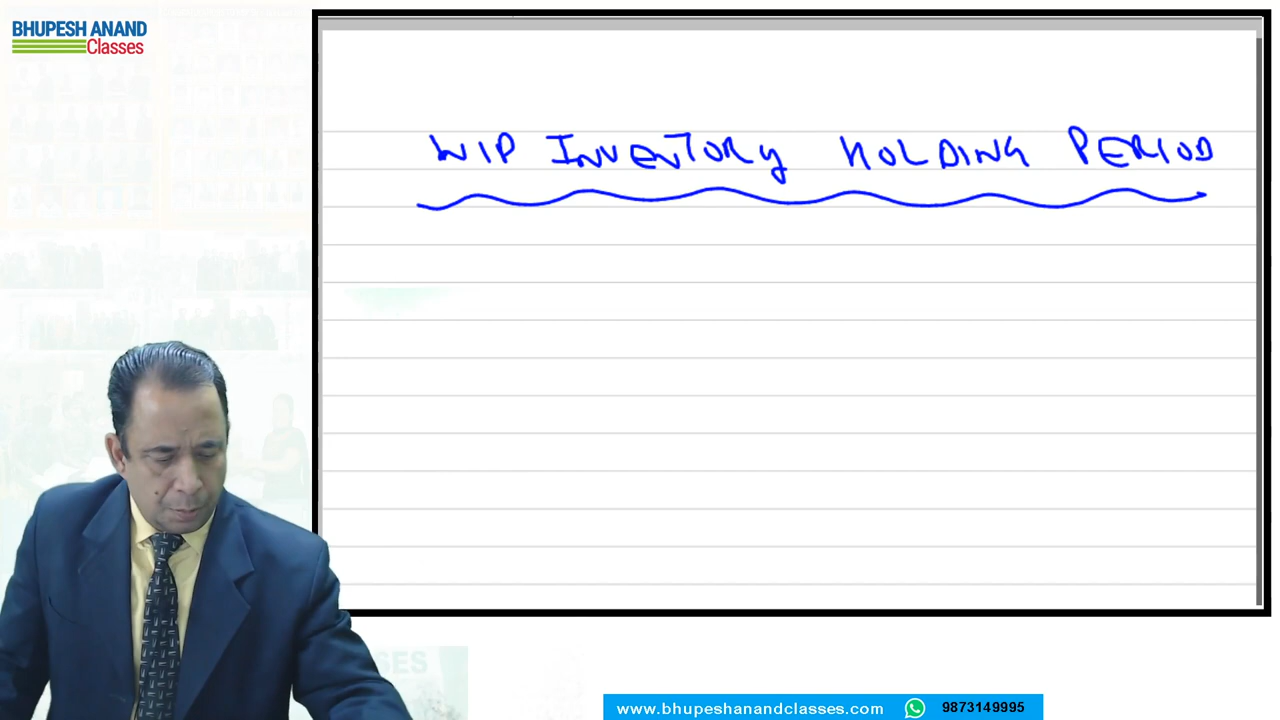 BHUPESH ANAND
Classes
WIP INVENTORY HOLDING PERIOD
www.bhupeshanandclasses.com 9873149995